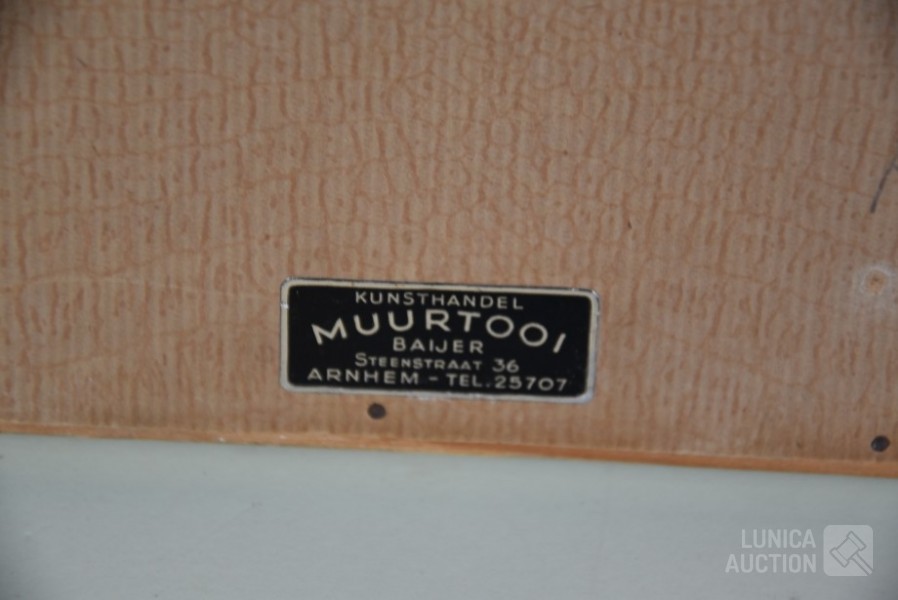 KUNSTHANDEL
MUURTOOI
BAIJER
STEENSTRAAT 36
ARNHEM - TEL. 25707
LUNICA
AUCTION